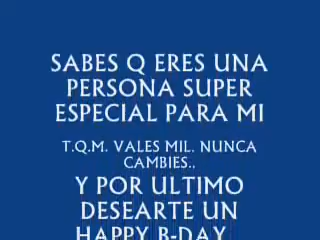 SABES Q ERES UNA
PERSONA SUPER
ESPECIAL PARA MI
T.Q.M. VALES MIL. NUNCA
CAMBIES..
Y POR ULTIMO
DESEARTE UN
HAPPY B-DAY